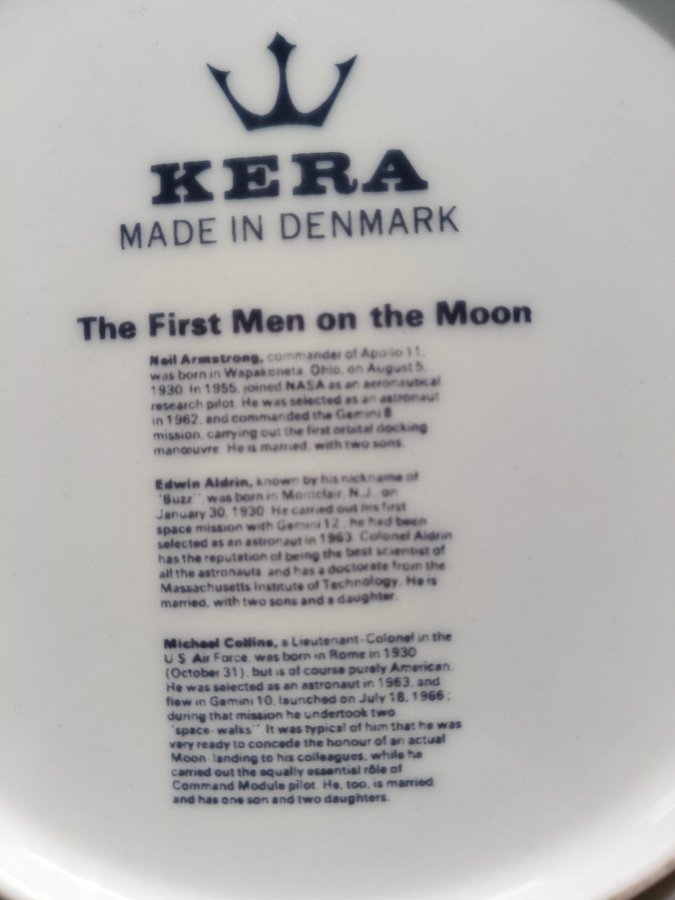 KERA
MADE IN DENMARK
The First Men on the Moon
Neil Armstrong, commander of Apollo 11,
was born in Wapakoneta, Ohio, on August 5,
1930. In 1955, joined NASA as an aeronautical
research pilot. He was selected as an astronaut
in 1962, and commanded the Gemini 8
mission, carrying out the first orbital docking
manœuvre. He is married, with two sons.
Edwin Aldrin, known by his nickname of
"Buzz", was born in Montclair, N.J., on
January 30, 1930. He carried out his first
space mission with Gemini 12; he had been
selected as an astronaut in 1963. Colonel Aldrin
has the reputation of being the best scientist of
all the astronauts, and has a doctorate from the
Massachusetts Institute of Technology. He is
married, with two sons and a daughter.
Michael Collins, a Lieutenant-Colonel in the
U.S. Air Force, was born in Rome in 1930
(October 31), but is of course purely American.
He was selected as an astronaut in 1963, and
flew in Gemini 10, launched on July 18, 1966;
during that mission he undertook two
"space-walks". It was typical of him that he was
very ready to concede the honour of an actual
Moon-landing to his colleagues, while he
carried out the equally essential rôle of
Command Module pilot. He, too, is married
and has one son and two daughters.